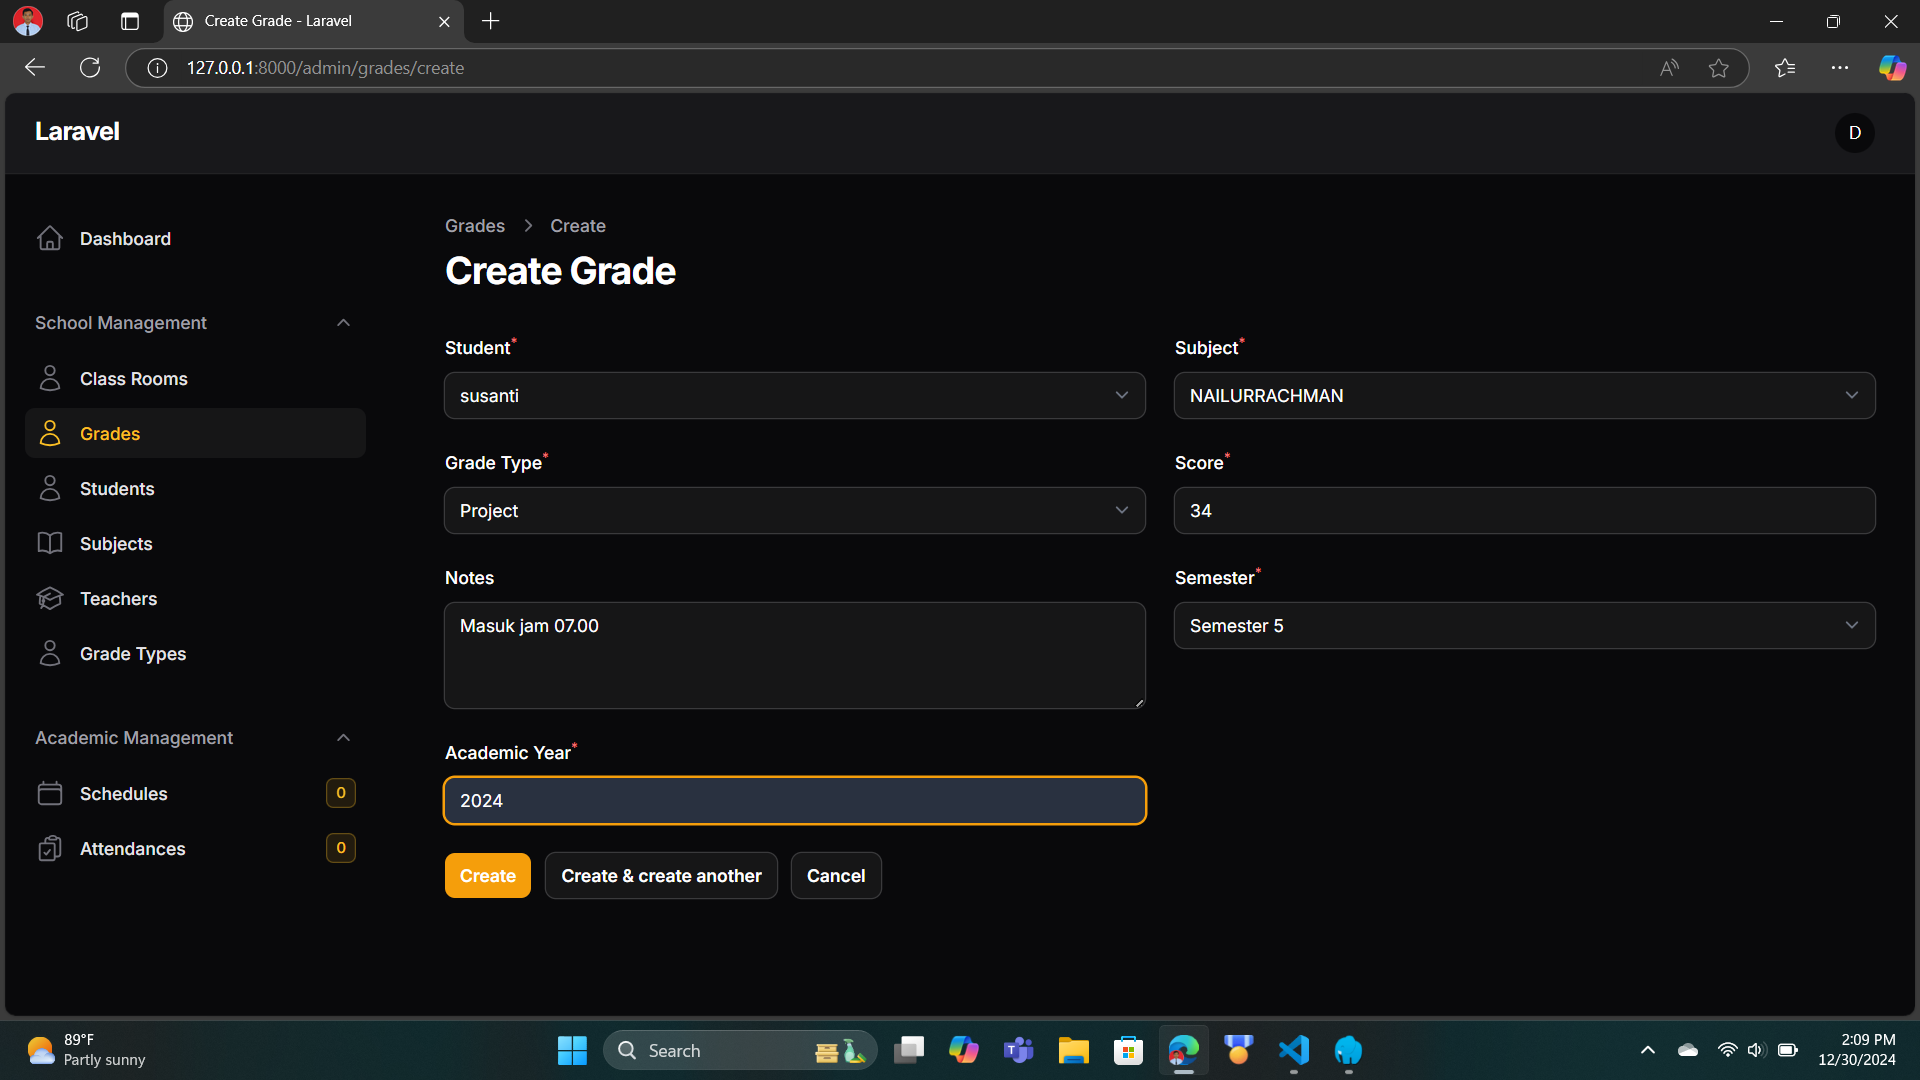 Create Grade - Laravel
127.0.0.1:8000/admin/grades/create
Laravel
D
Dashboard
School Management
Class Rooms
Grades
Students
Subjects
Teachers
Grade Types
Academic Management
Schedules 0
Attendances 0
Grades > Create
Create Grade
Student* Subject*
susanti NAILURRACHMAN
Grade Type* Score*
Project 34
Notes Semester*
Masuk jam 07.00 Semester 5
Academic Year*
2024
Create Create & create another Cancel
89°F
Partly sunny
Search
2:09 PM
12/30/2024